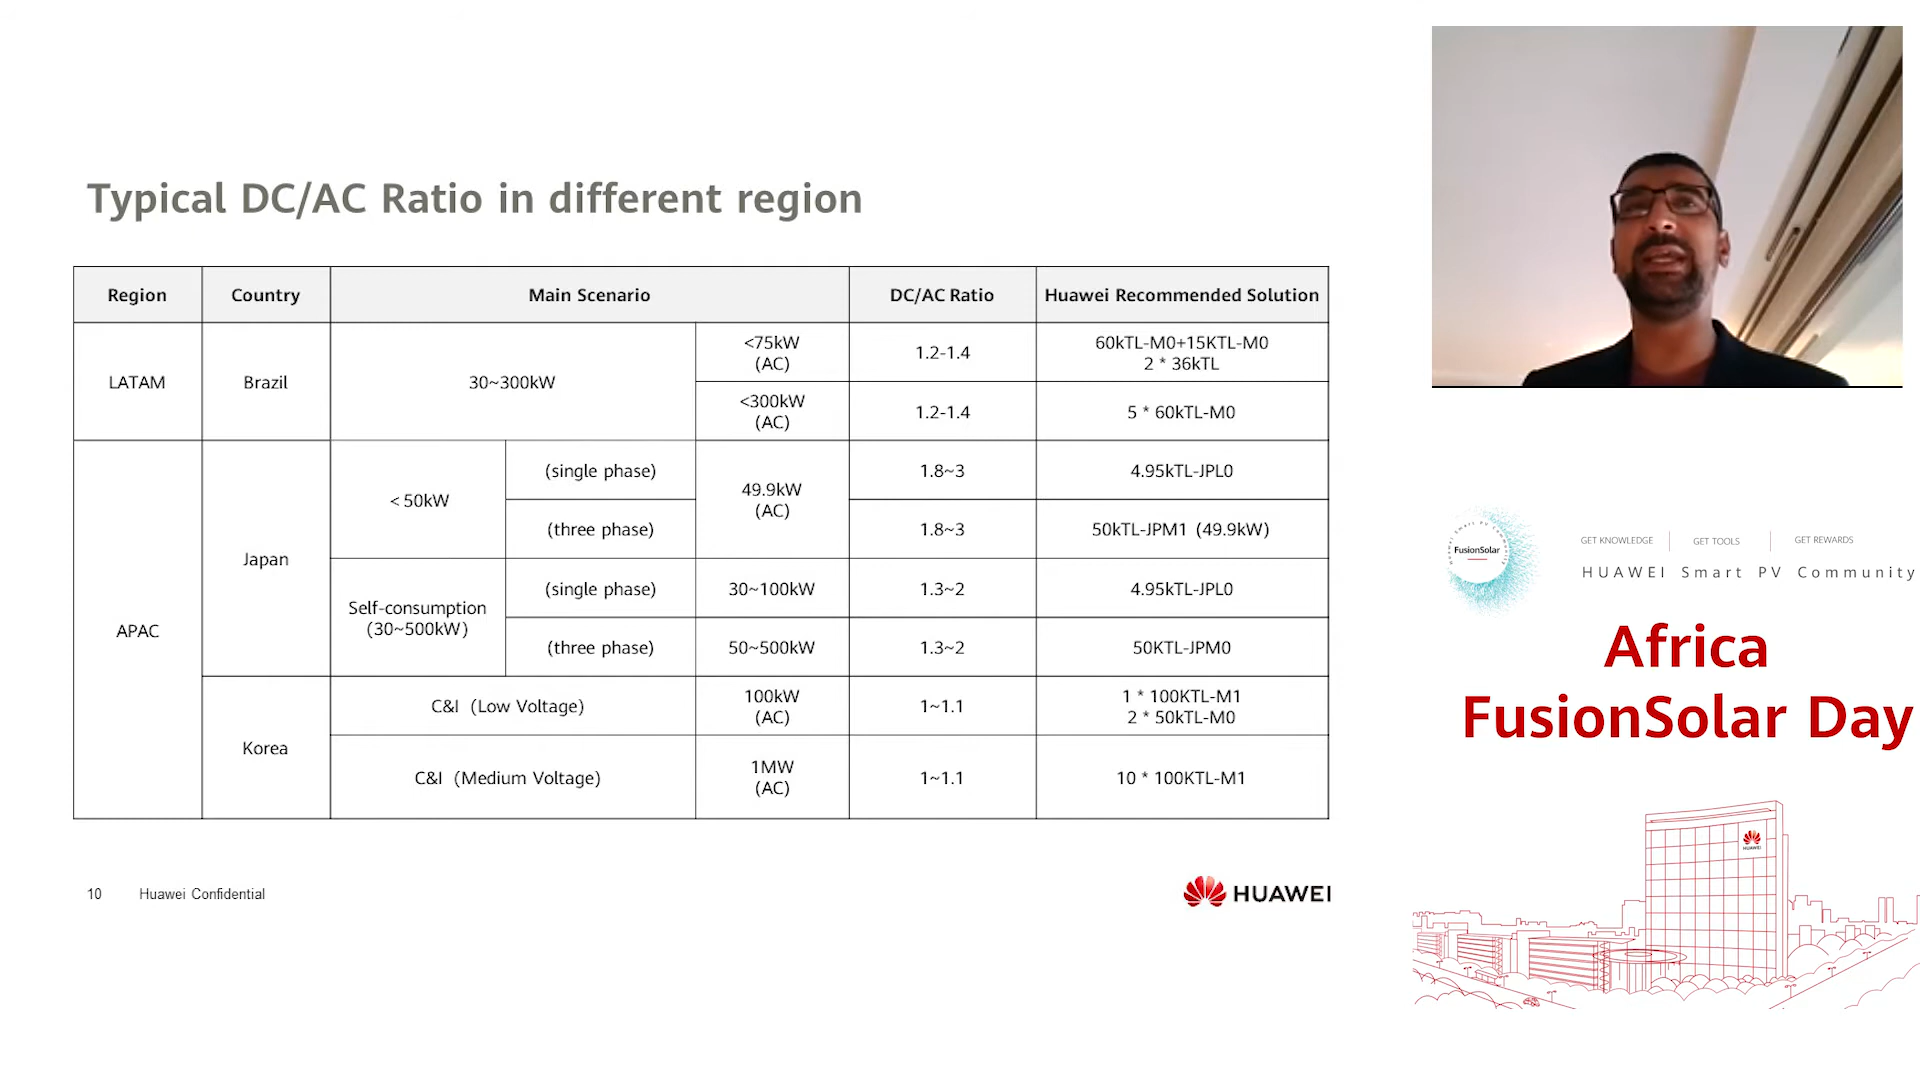 Typical DC/AC Ratio in different region
Region Country Main Scenario DC/AC Ratio Huawei Recommended Solution
LATAM Brazil 30~300kW <75kW (AC) 1.2-1.4 60kTL-M0+15KTL-M0
2 * 36kTL
<300kW (AC) 1.2-1.4 5 * 60kTL-M0
APAC Japan < 50kW (single phase) 49.9kW (AC) 1.8~3 4.95kTL-JPL0
(three phase) 1.8~3 50kTL-JPM1 (49.9kW)
Self-consumption (30~500kW) (single phase) 30~100kW 1.3~2 4.95kTL-JPL0
(three phase) 50~500kW 1.3~2 50KTL-JPM0
Korea C&I (Low Voltage) 100kW (AC) 1~1.1 1 * 100KTL-M1
2 * 50kTL-M0
C&I (Medium Voltage) 1MW (AC) 1~1.1 10 * 100KTL-M1
10 Huawei Confidential
HUAWEI
FusionSolar
GET KNOWLEDGE GET TOOLS GET REWARDS
HUAWEI Smart PV Community
Africa
FusionSolar Day
HUAWEI